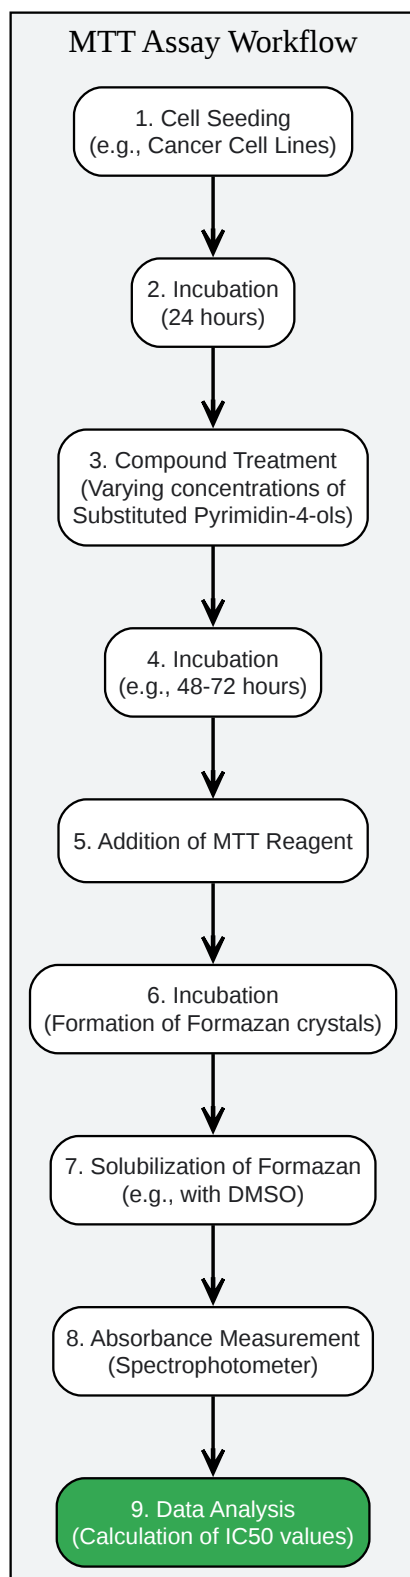 MTT Assay Workflow
1. Cell Seeding
(e.g., Cancer Cell Lines)
2. Incubation
(24 hours)
3. Compound Treatment
(Varying concentrations of
Substituted Pyrimidin-4-ols)
4. Incubation
(e.g., 48-72 hours)
5. Addition of MTT Reagent
6. Incubation
(Formation of Formazan crystals)
7. Solubilization of Formazan
(e.g., with DMSO)
8. Absorbance Measurement
(Spectrophotometer)
9. Data Analysis
(Calculation of IC50 values)